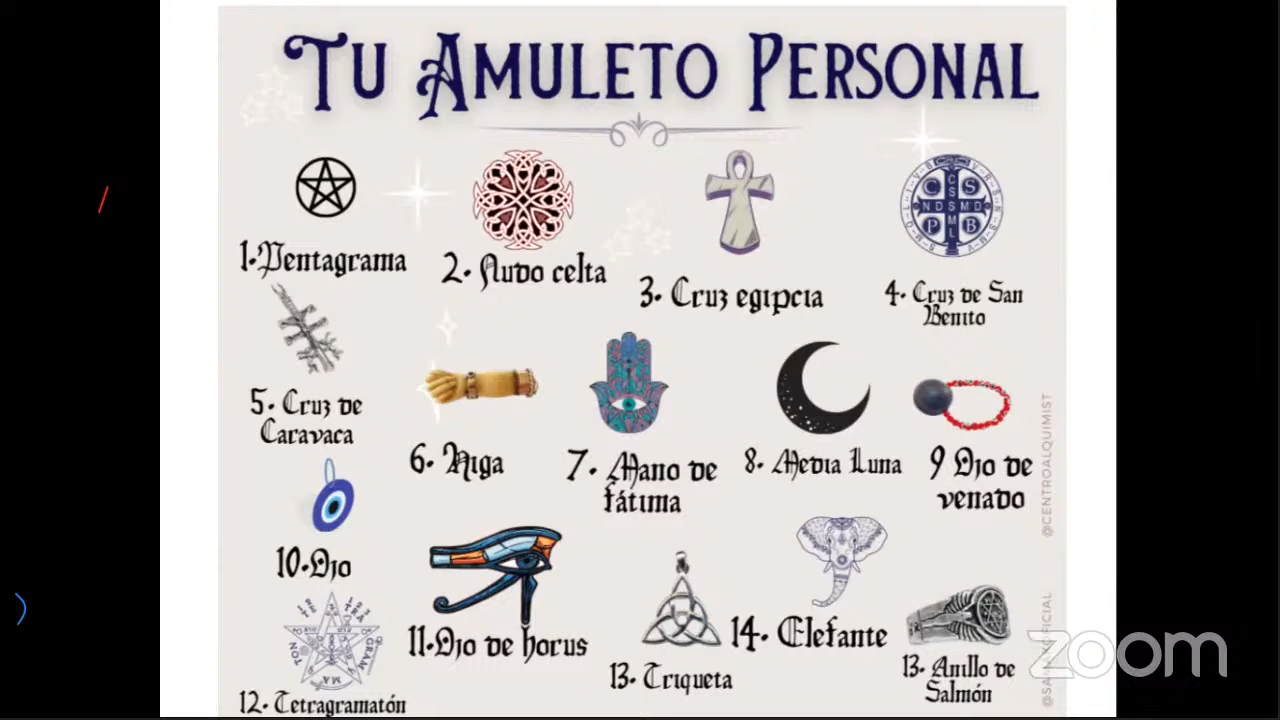 Tu Amuleto Personal
1. Pentagrama
2. Nudo celta
3. Cruz egipcia
4. Cruz de San
Benito
5. Cruz de
Caravaca
6. Higa
7. Mano de
fátima
8. Media Luna
9 Ojo de
venado
10. Ojo
11. Ojo de horus
12. Tetragramatón
13. Triqueta
14. Elefante
13. Anillo de
Salmón
@CENTROALQUIMIST
zoom